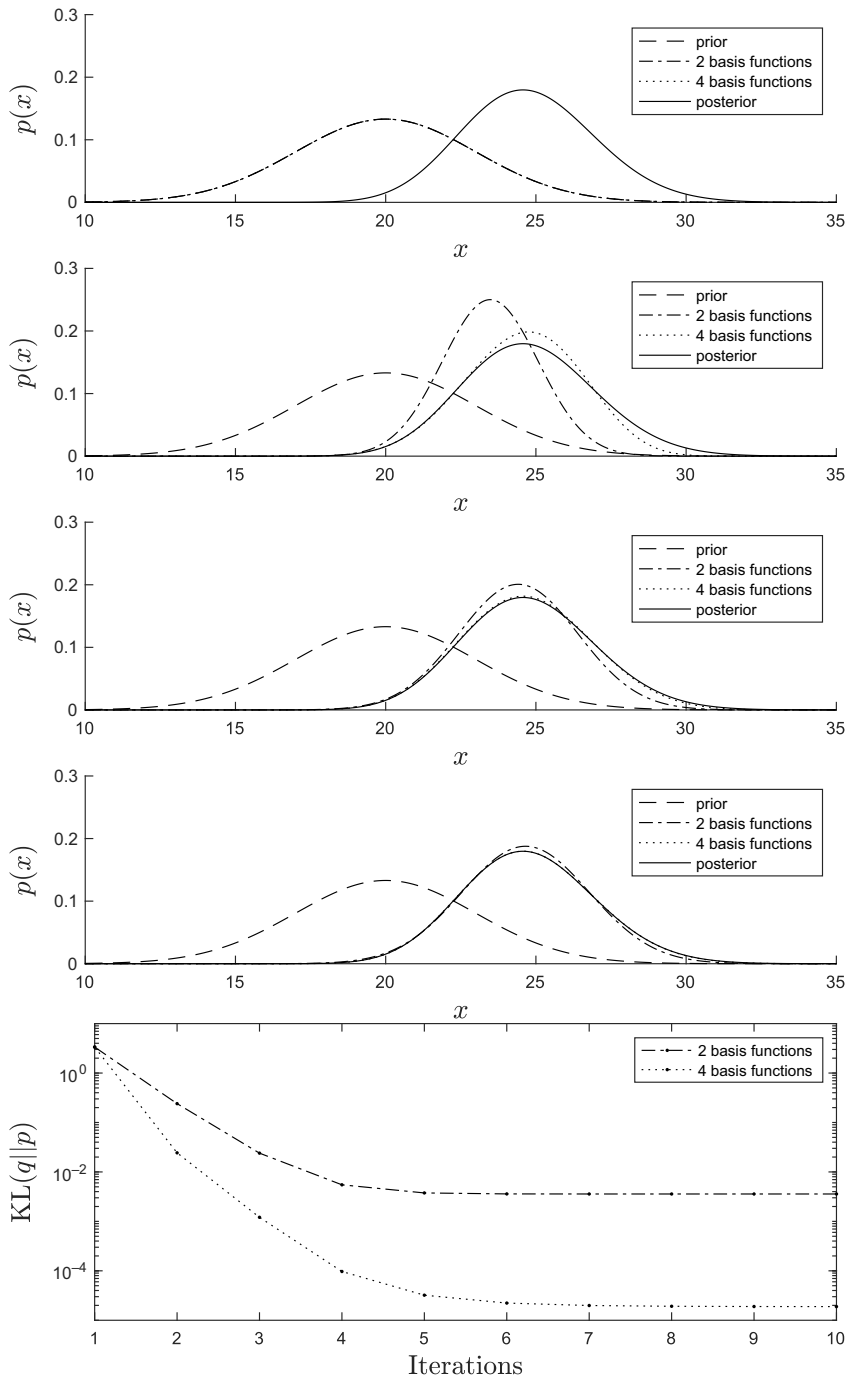 0.3
0.2
0.1
0
p(x)
prior
2 basis functions
4 basis functions
posterior
10 15 20 25 30 35
x
0.3
0.2
0.1
0
p(x)
prior
2 basis functions
4 basis functions
posterior
10 15 20 25 30 35
x
0.3
0.2
0.1
0
p(x)
prior
2 basis functions
4 basis functions
posterior
10 15 20 25 30 35
x
0.3
0.2
0.1
0
p(x)
prior
2 basis functions
4 basis functions
posterior
10 15 20 25 30 35
x
10⁰
10⁻²
10⁻⁴
KL(q||p)
2 basis functions
4 basis functions
1 2 3 4 5 6 7 8 9 10
Iterations